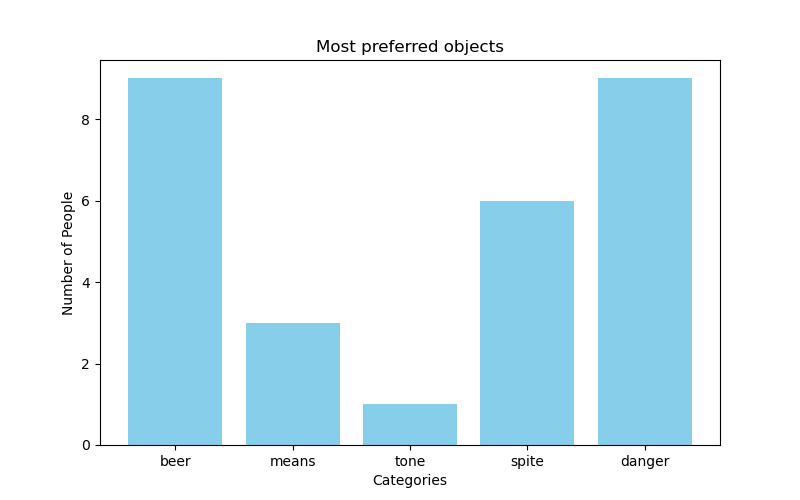 Most preferred objects
Number of People
8
6
4
2
0
beer means tone spite danger
Categories